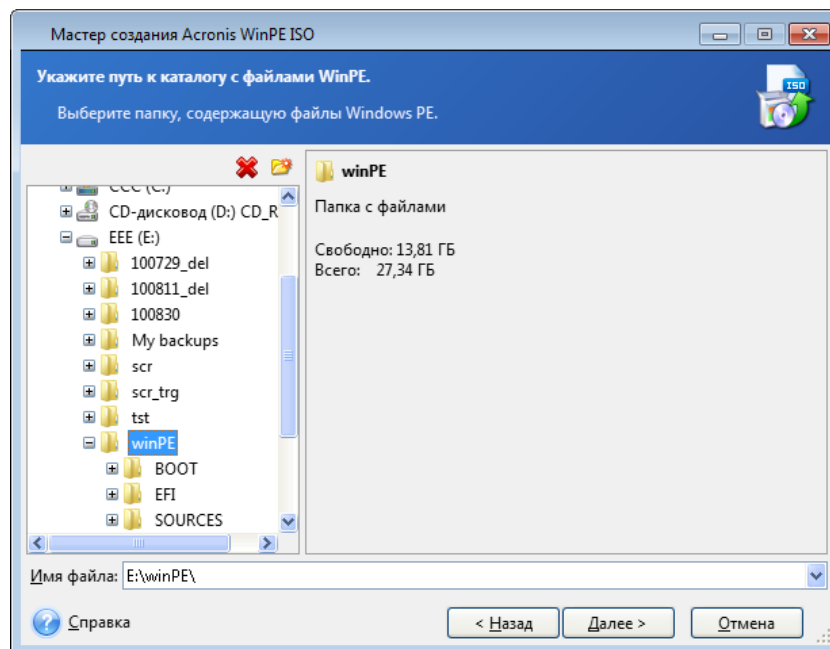 Мастер создания Acronis WinPE ISO
Укажите путь к каталогу с файлами WinPE.
Выберите папку, содержащую файлы Windows PE.
ISO
CCC (C:)
CD-дисковод (D:) CD_R
EEE (E:)
100729_del
100811_del
100830
My backups
scr
scr_trg
tst
winPE
BOOT
EFI
SOURCES
winPE
Папка с файлами
Свободно: 13,81 ГБ
Всего: 27,34 ГБ
Имя файла: E:\winPE\
Справка
< Назад
Далее >
Отмена